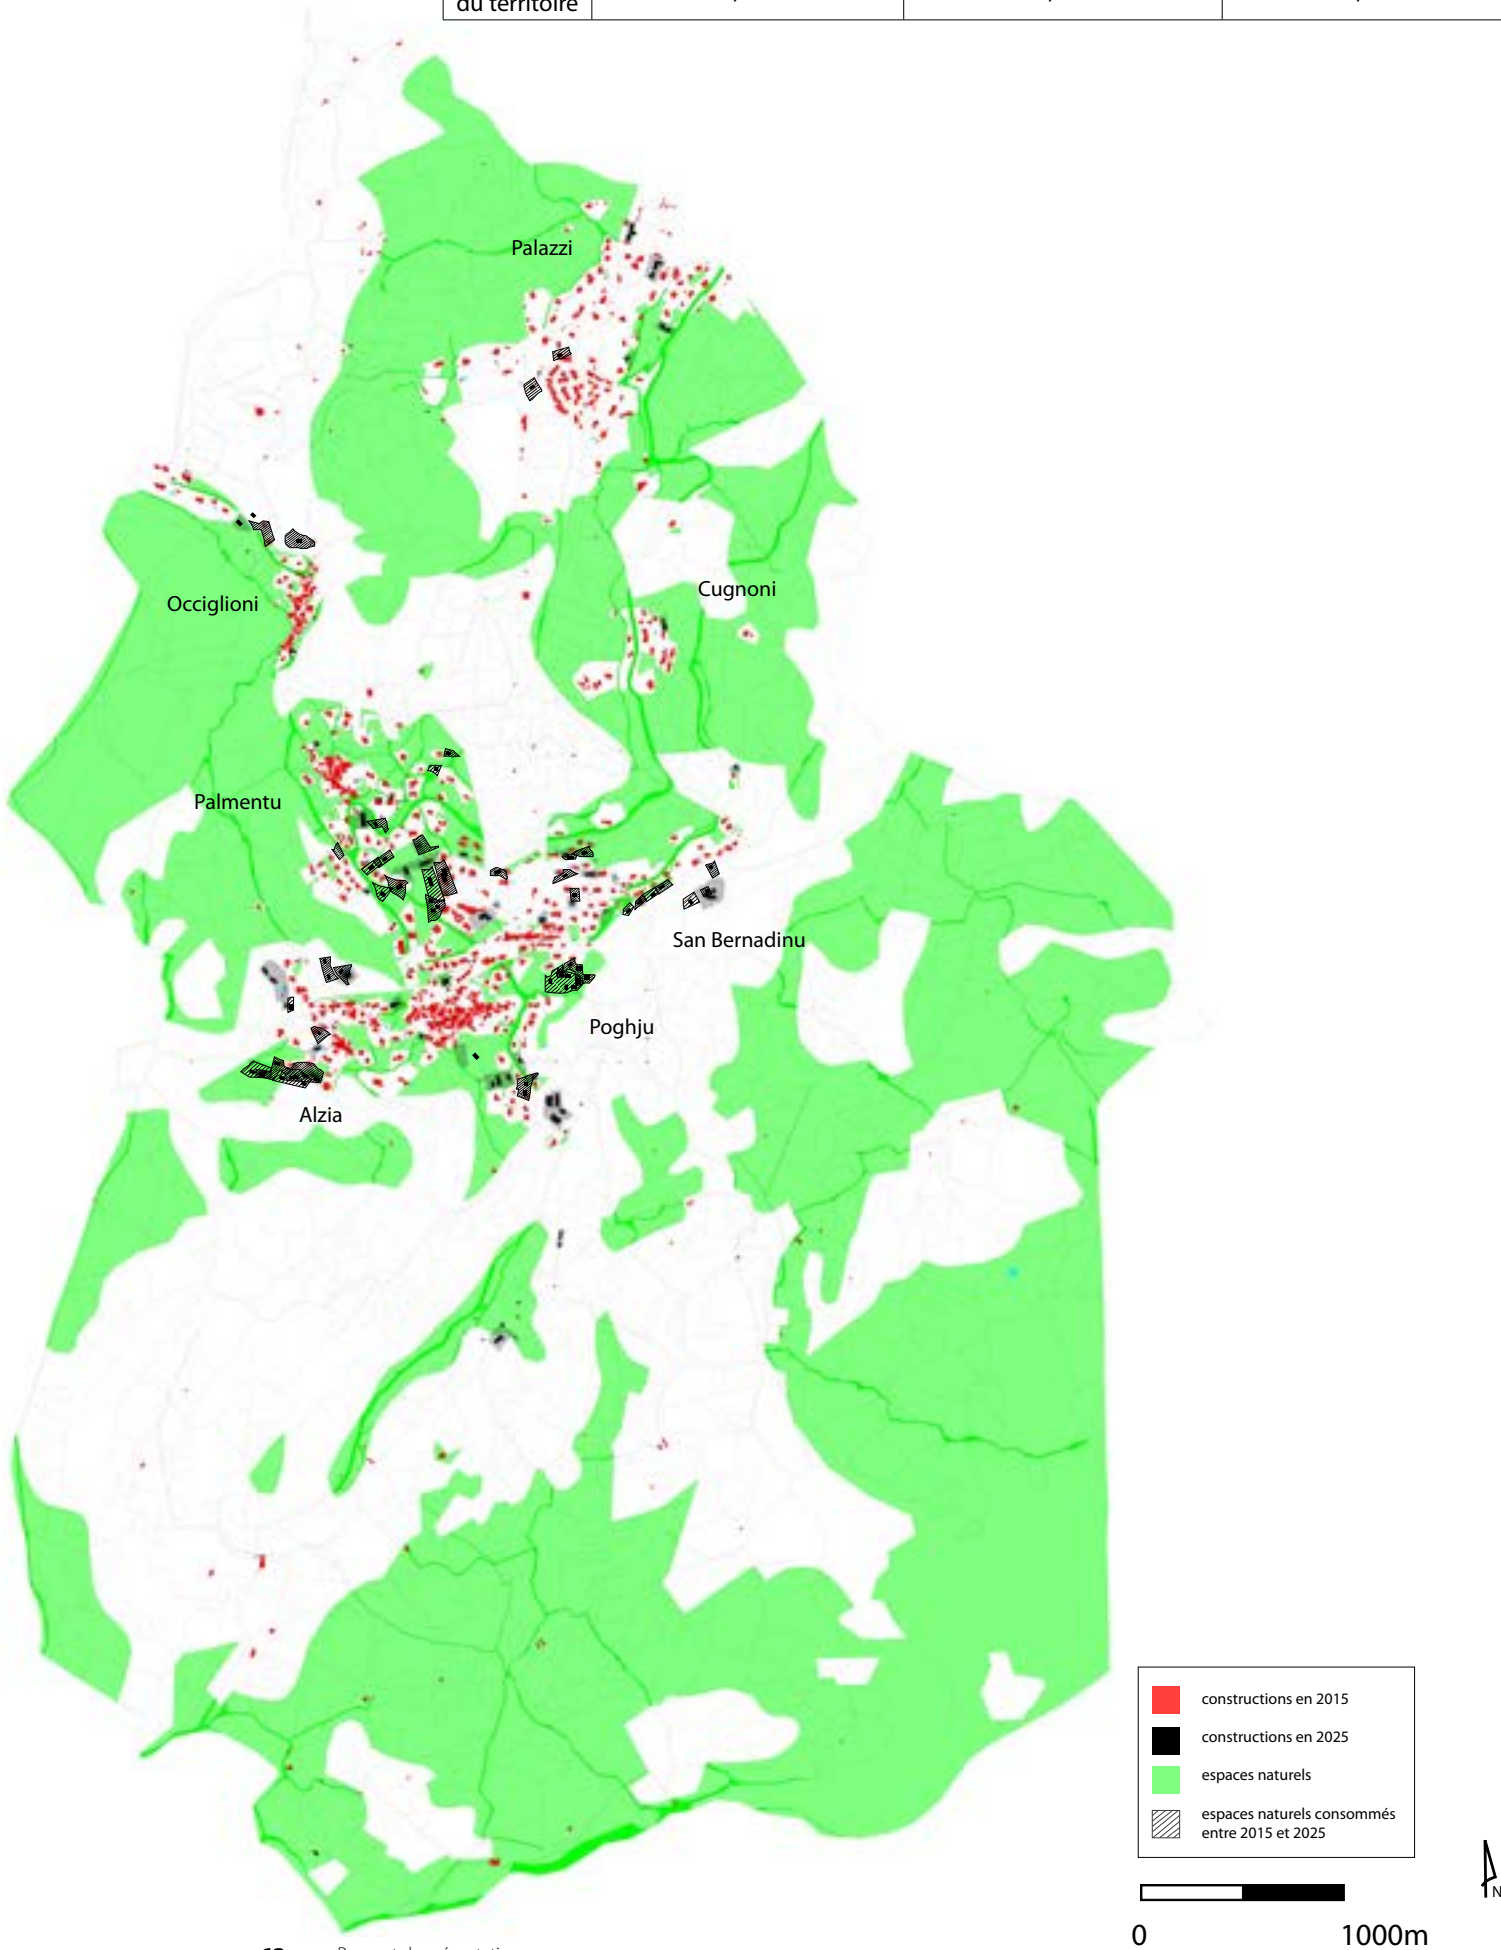 du territoire
Palazzi
Occiglioni
Cugnoni
Palmentu
San Bernadinu
Poghju
Alzia
constructions en 2015
constructions en 2025
espaces naturels
espaces naturels consommés
entre 2015 et 2025
N
0 1000m